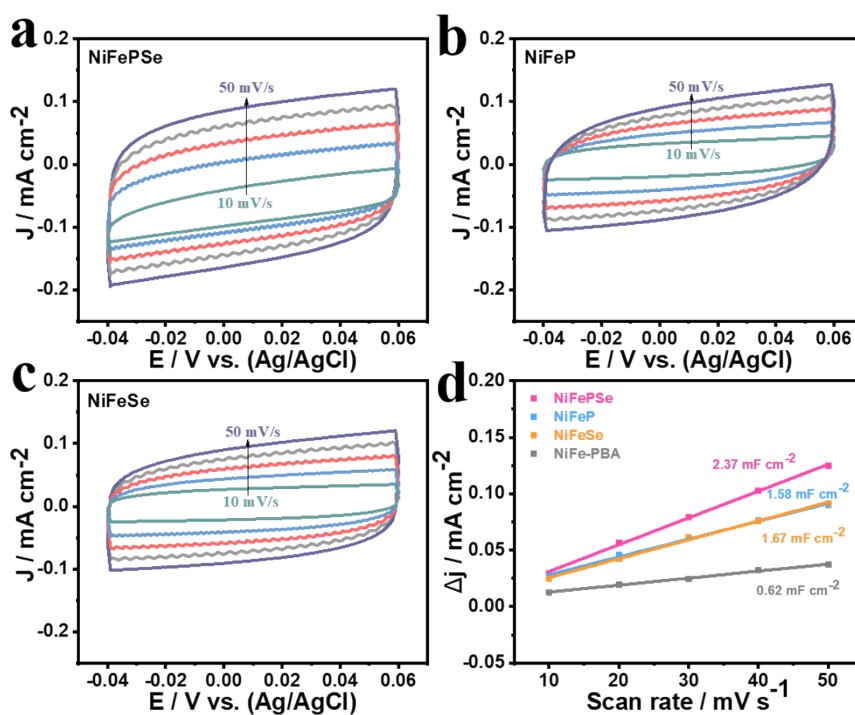 a
NiFePSe
50 mV/s
10 mV/s
0.2
0.1
0.0
-0.1
-0.2
J / mA cm-2
-0.04 -0.02 0.00 0.02 0.04 0.06
E / V vs. (Ag/AgCl)
b
NiFeP
50 mV/s
10 mV/s
0.2
0.1
0.0
-0.1
-0.2
J / mA cm-2
-0.04 -0.02 0.00 0.02 0.04 0.06
E / V vs. (Ag/AgCl)
c
NiFeSe
50 mV/s
10 mV/s
0.2
0.1
0.0
-0.1
-0.2
J / mA cm-2
-0.04 -0.02 0.00 0.02 0.04 0.06
E / V vs. (Ag/AgCl)
d
NiFePSe
NiFeP
NiFeSe
NiFe-PBA
2.37 mF cm-2
1.58 mF cm-2
1.67 mF cm-2
0.62 mF cm-2
0.20
0.15
0.10
0.05
0.00
-0.05
Δj / mA cm-2
10 20 30 40 50
Scan rate / mV s-1